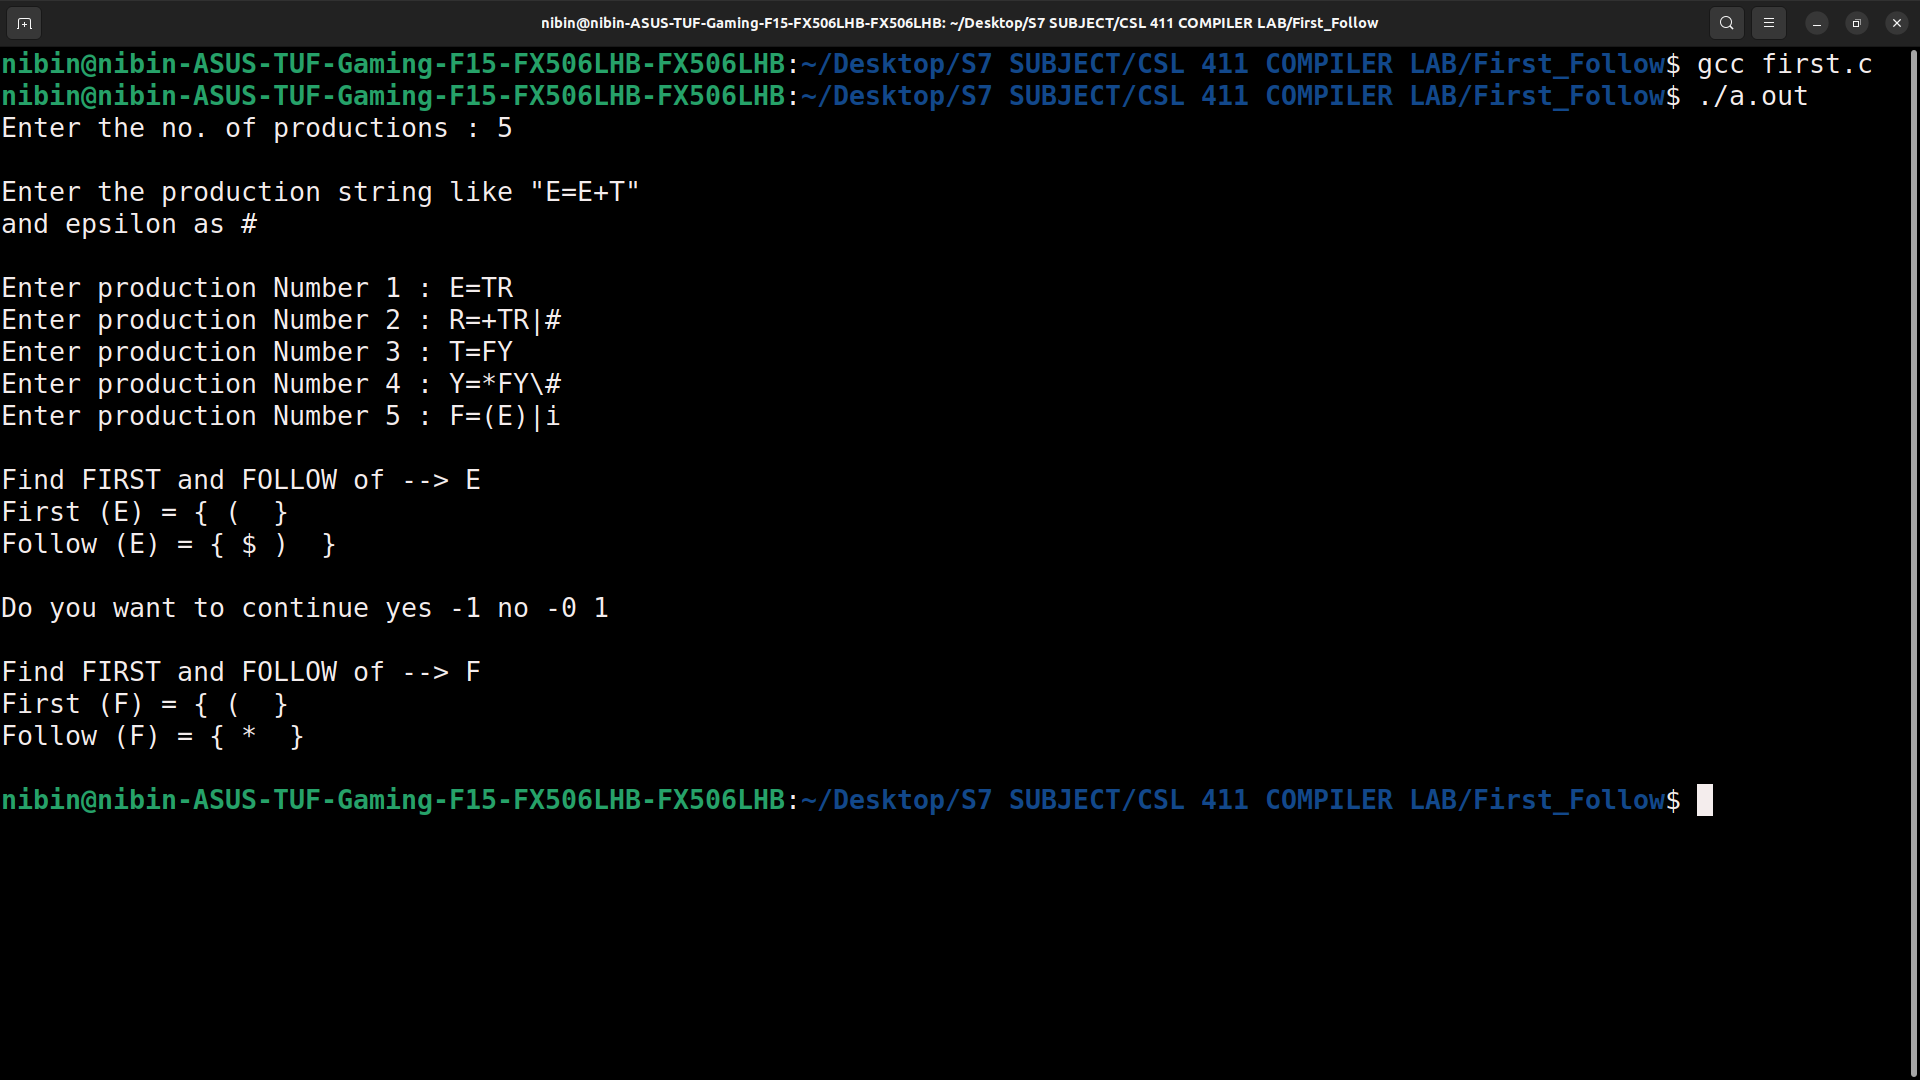 nibin@nibin-ASUS-TUF-Gaming-F15-FX506LHB-FX506LHB: ~/Desktop/S7 SUBJECT/CSL 411 COMPILER LAB/First_Follow
nibin@nibin-ASUS-TUF-Gaming-F15-FX506LHB-FX506LHB:~/Desktop/S7 SUBJECT/CSL 411 COMPILER LAB/First_Follow$ gcc first.c
nibin@nibin-ASUS-TUF-Gaming-F15-FX506LHB-FX506LHB:~/Desktop/S7 SUBJECT/CSL 411 COMPILER LAB/First_Follow$ ./a.out
Enter the no. of productions : 5
Enter the production string like "E=E+T"
and epsilon as #
Enter production Number 1 : E=TR
Enter production Number 2 : R=+TR|#
Enter production Number 3 : T=FY
Enter production Number 4 : Y=*FY\#
Enter production Number 5 : F=(E)|i
Find FIRST and FOLLOW of --> E
First (E) = { (  }
Follow (E) = { $ )  }
Do you want to continue yes -1 no -0 1
Find FIRST and FOLLOW of --> F
First (F) = { (  }
Follow (F) = { *  }
nibin@nibin-ASUS-TUF-Gaming-F15-FX506LHB-FX506LHB:~/Desktop/S7 SUBJECT/CSL 411 COMPILER LAB/First_Follow$